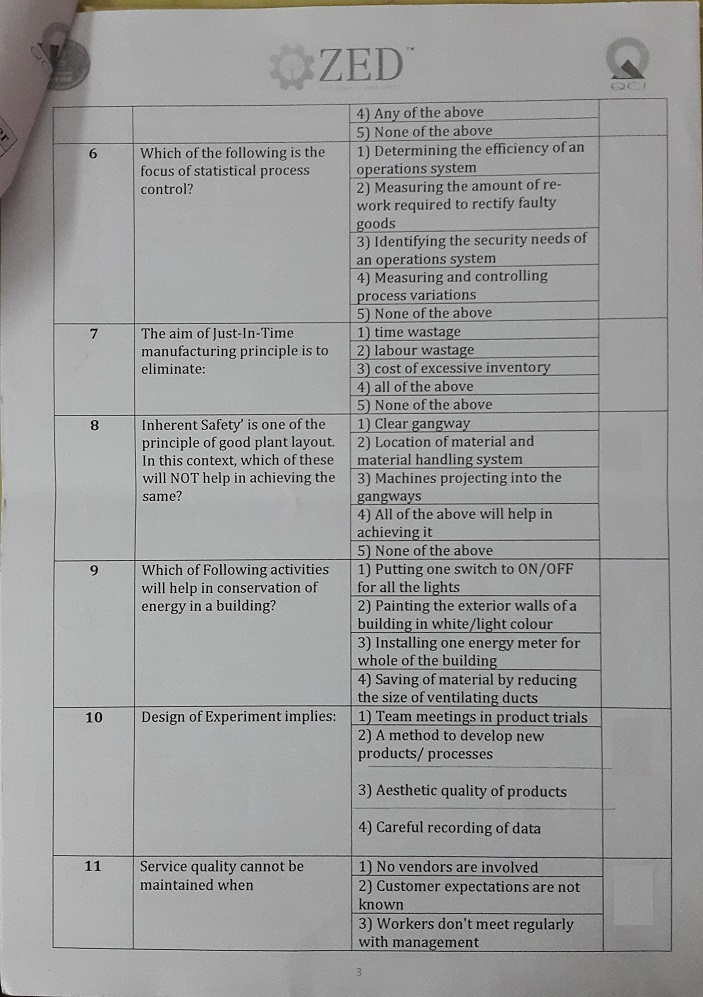 ZED™
QCI
er
4) Any of the above
5) None of the above
6
Which of the following is the
focus of statistical process
control?
1) Determining the efficiency of an
operations system
2) Measuring the amount of re-
work required to rectify faulty
goods
3) Identifying the security needs of
an operations system
4) Measuring and controlling
process variations
5) None of the above
7
The aim of Just-In-Time
manufacturing principle is to
eliminate:
1) time wastage
2) labour wastage
3) cost of excessive inventory
4) all of the above
5) None of the above
8
Inherent Safety' is one of the
principle of good plant layout.
In this context, which of these
will NOT help in achieving the
same?
1) Clear gangway
2) Location of material and
material handling system
3) Machines projecting into the
gangways
4) All of the above will help in
achieving it
5) None of the above
9
Which of Following activities
will help in conservation of
energy in a building?
1) Putting one switch to ON/OFF
for all the lights
2) Painting the exterior walls of a
building in white/light colour
3) Installing one energy meter for
whole of the building
4) Saving of material by reducing
the size of ventilating ducts
10
Design of Experiment implies:
1) Team meetings in product trials
2) A method to develop new
products/ processes
3) Aesthetic quality of products
4) Careful recording of data
11
Service quality cannot be
maintained when
1) No vendors are involved
2) Customer expectations are not
known
3) Workers don't meet regularly
with management
3